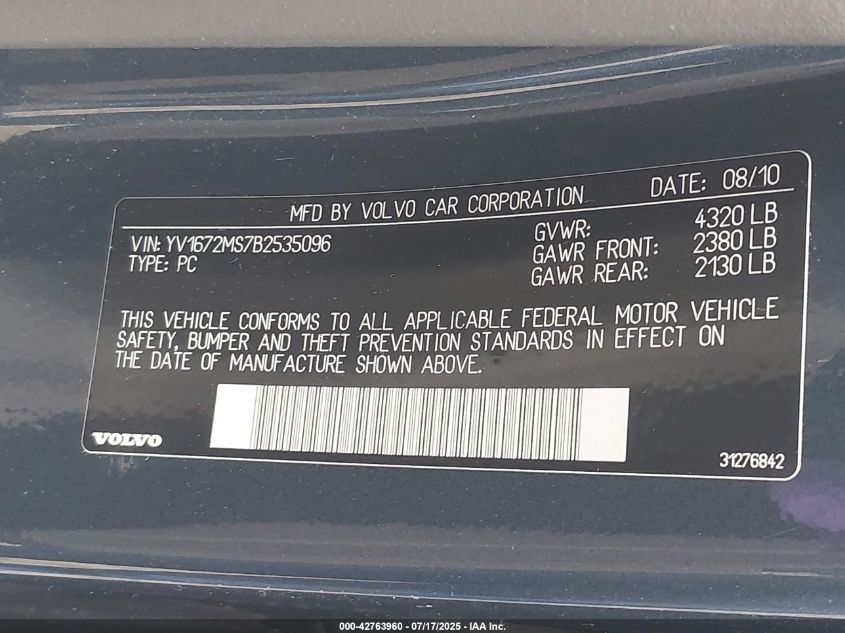 MFD BY VOLVO CAR CORPORATION DATE: 08/10
VIN: YV1672MS7B2535096
TYPE: PC
GVWR: 4320 LB
GAWR FRONT: 2380 LB
GAWR REAR: 2130 LB
THIS VEHICLE CONFORMS TO ALL APPLICABLE FEDERAL MOTOR VEHICLE
SAFETY, BUMPER AND THEFT PREVENTION STANDARDS IN EFFECT ON
THE DATE OF MANUFACTURE SHOWN ABOVE.
VOLVO
31276842
000-42763960 - 07/17/2025 - IAA Inc.